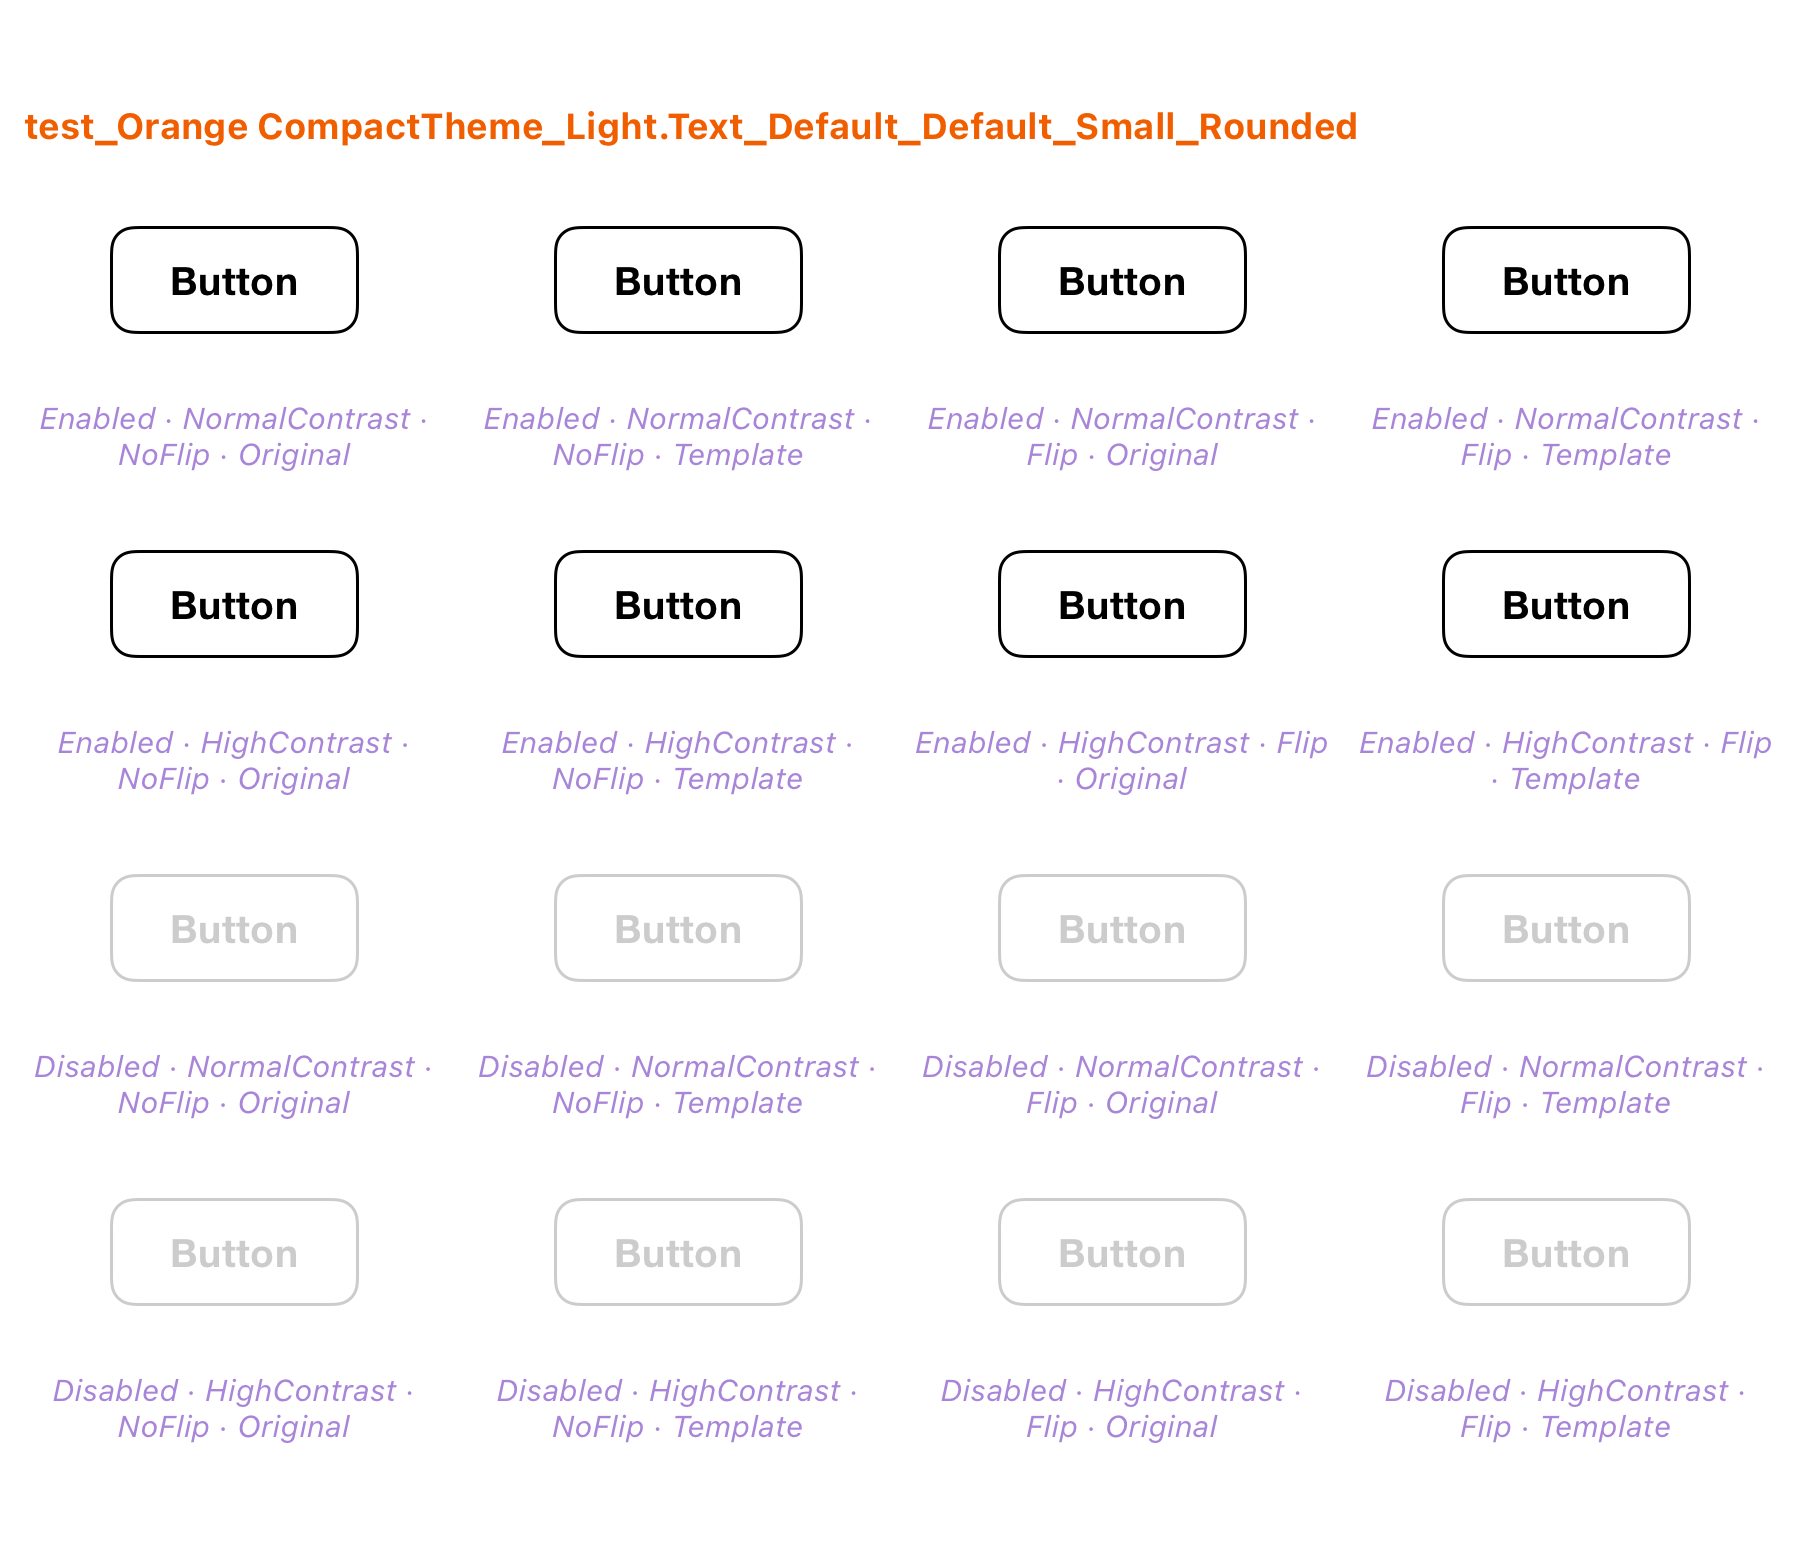 test_Orange CompactTheme_Light.Text_Default_Default_Small_Rounded
Button Button Button Button
Enabled · NormalContrast · Enabled · NormalContrast · Enabled · NormalContrast · Enabled · NormalContrast ·
NoFlip · Original NoFlip · Template Flip · Original Flip · Template
Button Button Button Button
Enabled · HighContrast · Enabled · HighContrast · Enabled · HighContrast · Flip Enabled · HighContrast · Flip
NoFlip · Original NoFlip · Template · Original · Template
Button Button Button Button
Disabled · NormalContrast · Disabled · NormalContrast · Disabled · NormalContrast · Disabled · NormalContrast ·
NoFlip · Original NoFlip · Template Flip · Original Flip · Template
Button Button Button Button
Disabled · HighContrast · Disabled · HighContrast · Disabled · HighContrast · Disabled · HighContrast ·
NoFlip · Original NoFlip · Template Flip · Original Flip · Template